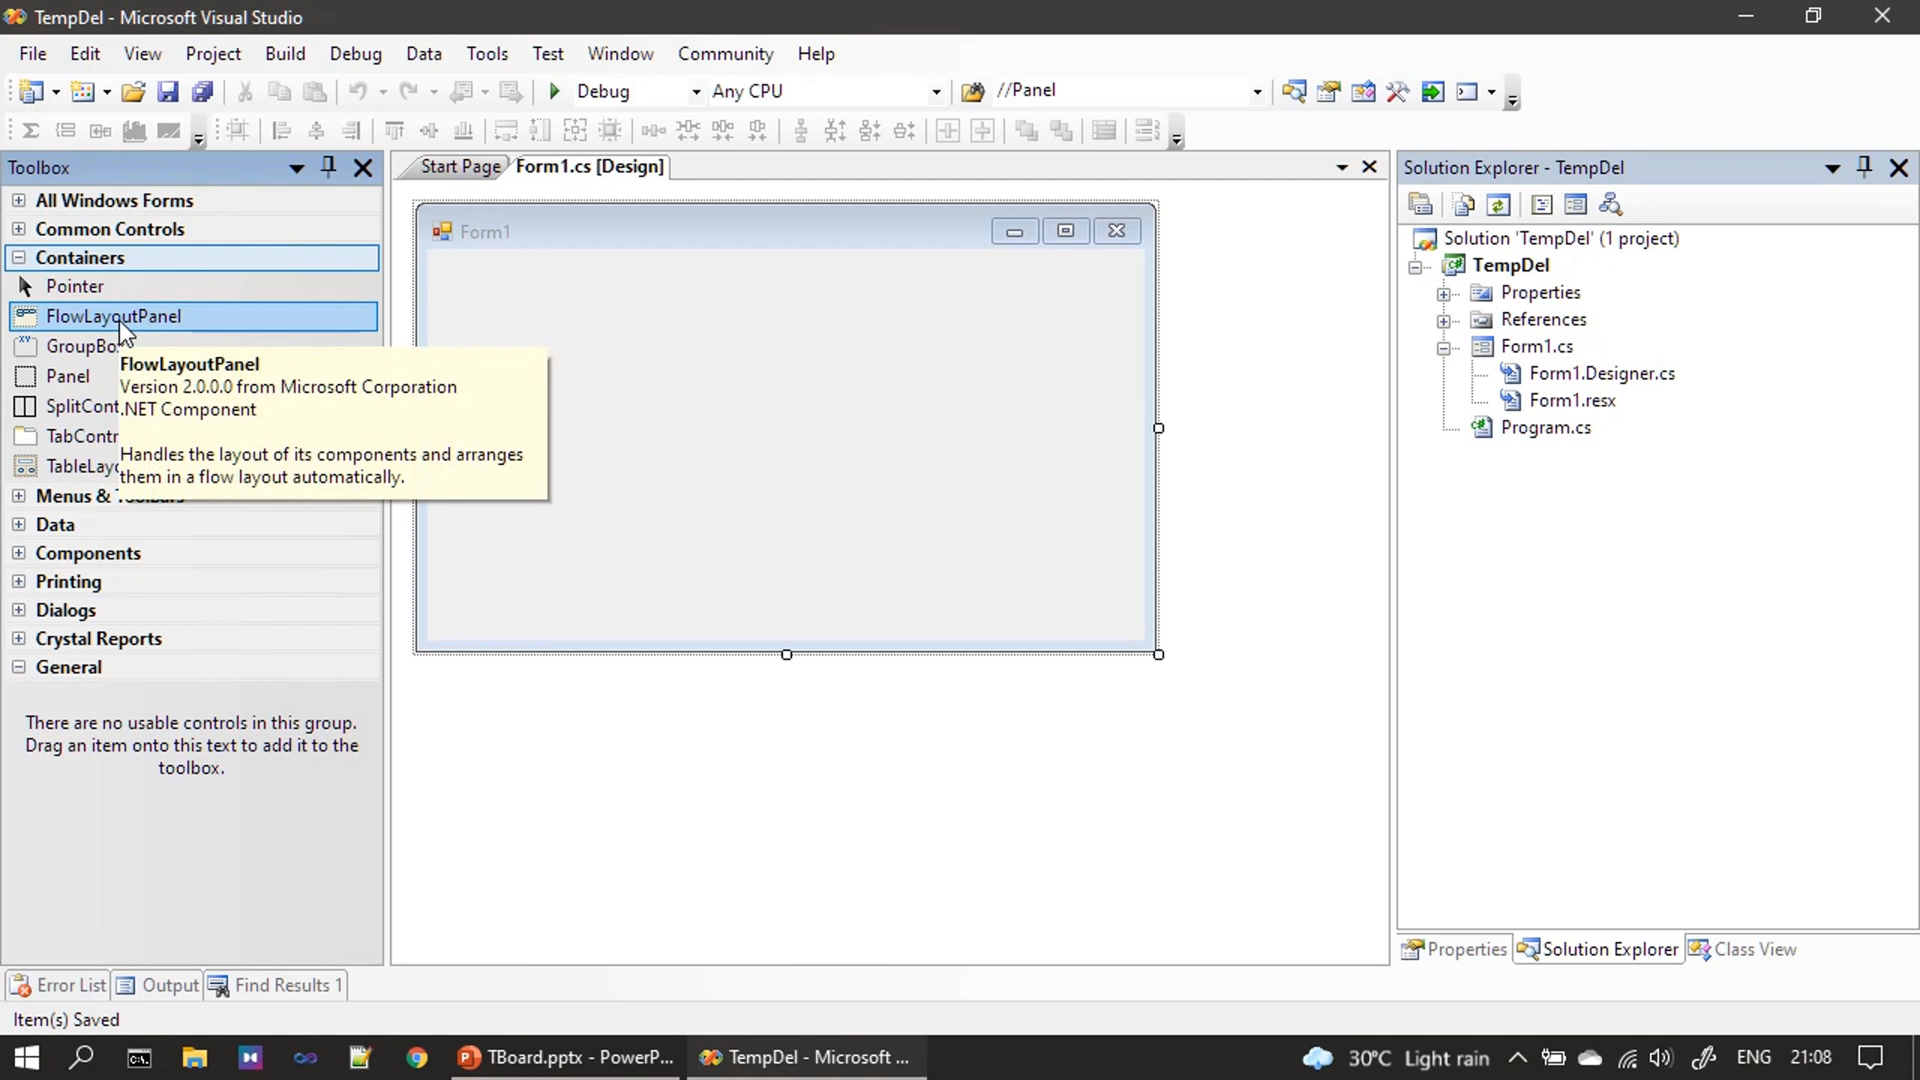 TempDel - Microsoft Visual Studio
File Edit View Project Build Debug Data Tools Test Window Community Help
Debug Any CPU //Panel
Toolbox
Start Page Form1.cs [Design]
Solution Explorer - TempDel
All Windows Forms
Common Controls
Containers
Pointer
FlowLayoutPanel
GroupBo
Panel
SplitCont
TabContr
TableLayo
Menus & Toolbars
Data
Components
Printing
Dialogs
Crystal Reports
General
There are no usable controls in this group.
Drag an item onto this text to add it to the
toolbox.
FlowLayoutPanel
Version 2.0.0.0 from Microsoft Corporation
.NET Component
Handles the layout of its components and arranges
them in a flow layout automatically.
Form1
Solution 'TempDel' (1 project)
TempDel
Properties
References
Form1.cs
Form1.Designer.cs
Form1.resx
Program.cs
Properties Solution Explorer Class View
Error List Output Find Results 1
Item(s) Saved
TBoard.pptx - PowerP... TempDel - Microsoft ... 30°C Light rain ENG 21:08